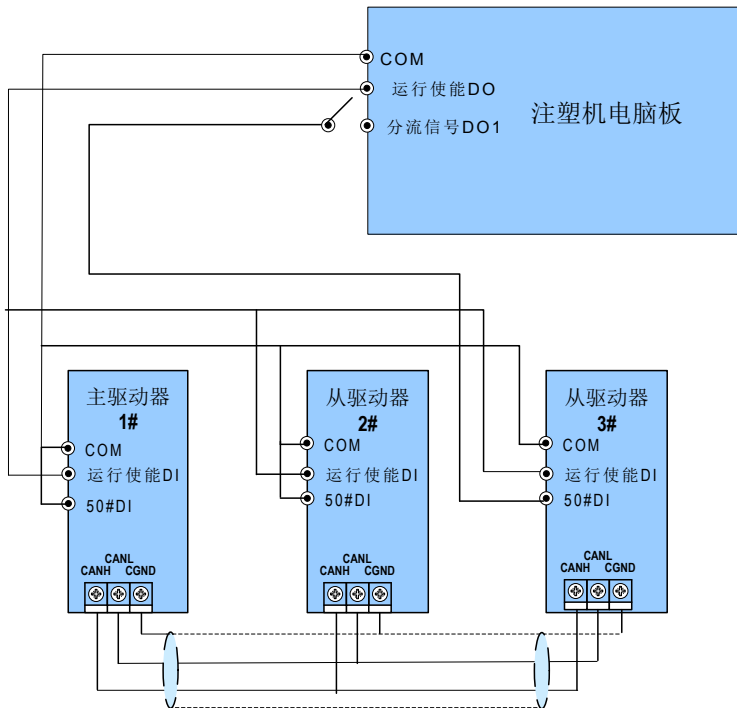 COM
运行使能DO
分流信号DO1
注塑机电脑板
主驱动器
1#
COM
运行使能DI
50#DI
CANL
CANH CGND
从驱动器
2#
COM
运行使能DI
50#DI
CANL
CANH CGND
从驱动器
3#
COM
运行使能DI
50#DI
CANL
CANH CGND